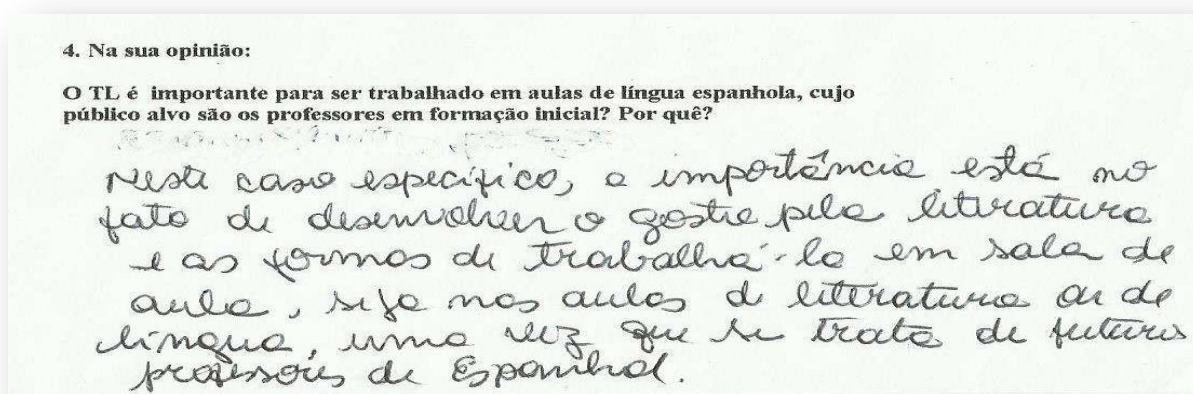 4. Na sua opinião:
O TL é importante para ser trabalhado em aulas de língua espanhola, cujo
público alvo são os professores em formação inicial? Por quê?
Neste caso específico, a importância está no
fato de desenvolver o gosto pela literatura
e as formas de trabalhá-la em sala de
aula, seja nas aulas de literatura ou de
língua, uma vez que se trata de futuros
professores de Espanhol.